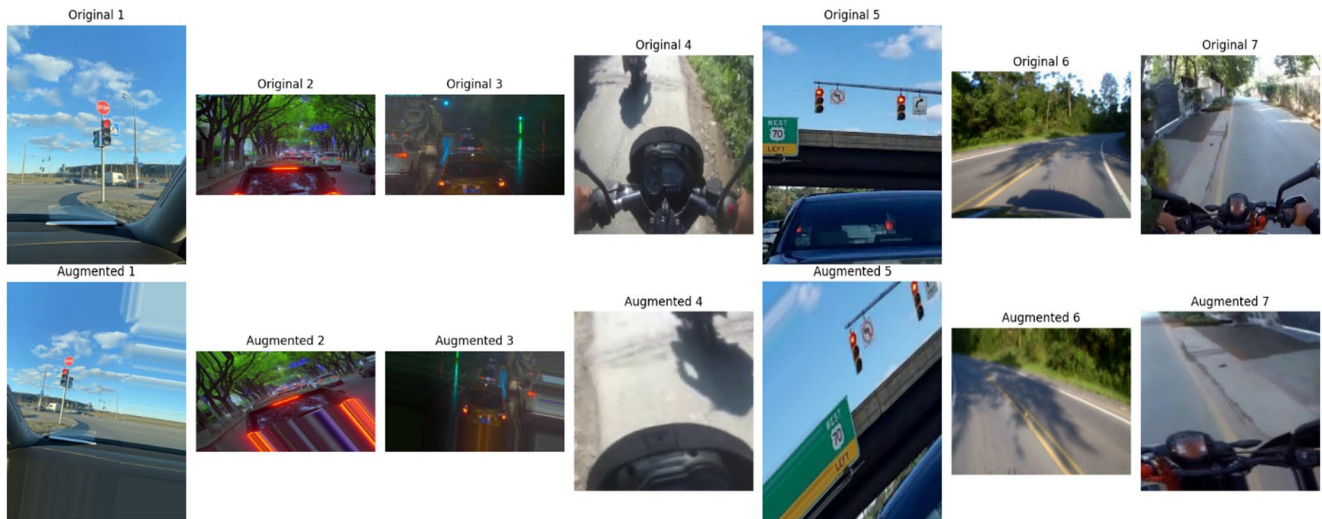 Original 1
Original 2
Original 3
Original 4
Original 5
Original 6
Original 7
STOP
WEST
70
LEFT
Augmented 1
Augmented 2
Augmented 3
Augmented 4
Augmented 5
Augmented 6
Augmented 7
WEST
70
LEFT